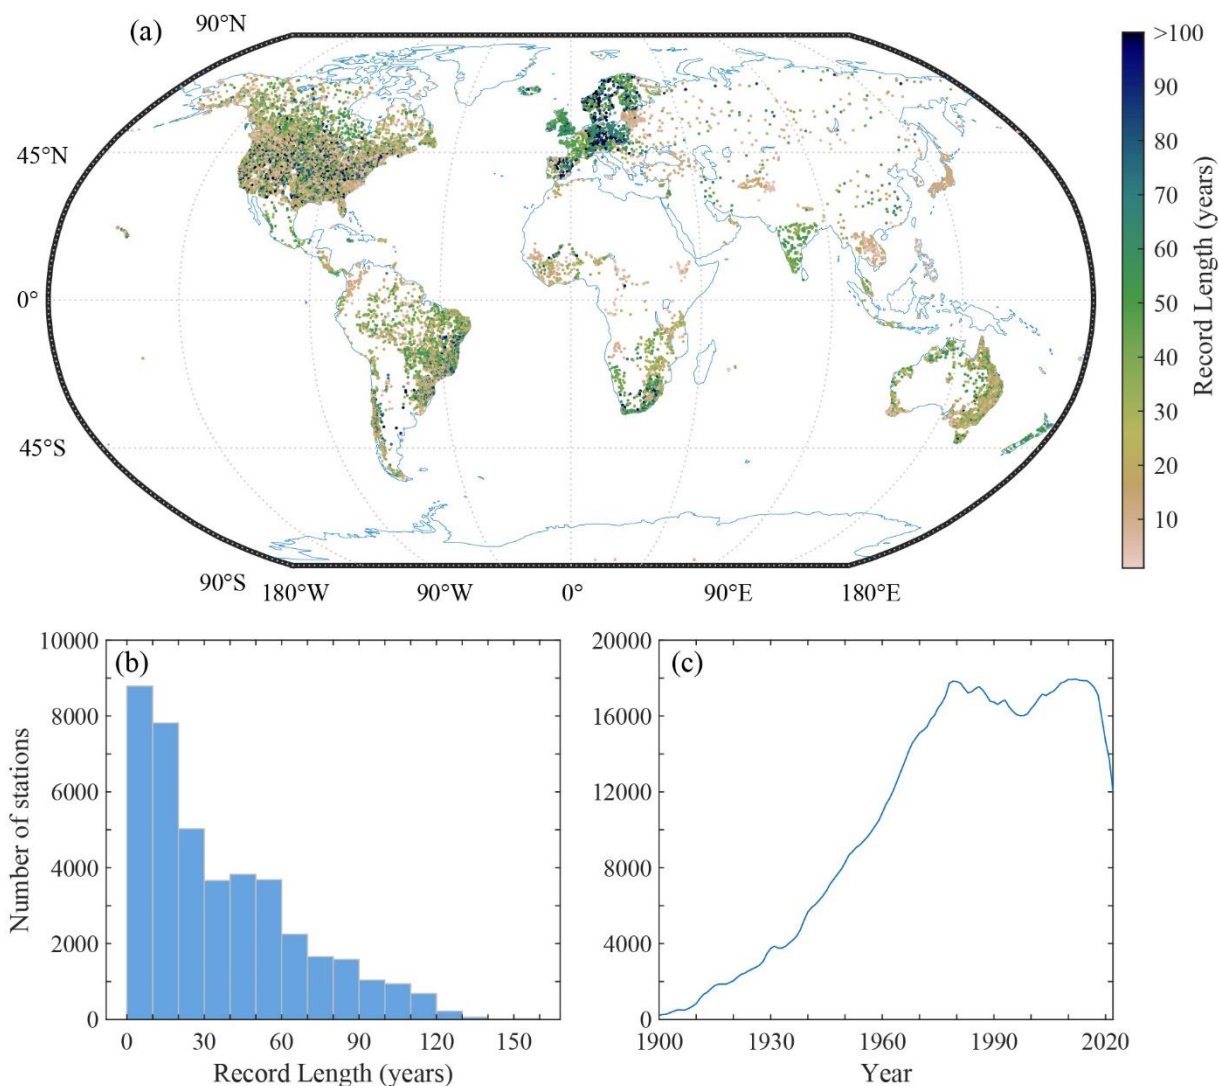 (a)
90°N
45°N
0°
45°S
90°S
180°W
90°W
0°
90°E
180°E
>100
90
80
70
60
50
40
30
20
10
Record Length (years)
(b)
10000
8000
6000
4000
2000
0
Number of stations
0
30
60
90
120
150
Record Length (years)
(c)
20000
16000
12000
8000
4000
0
1900
1930
1960
1990
2020
Year